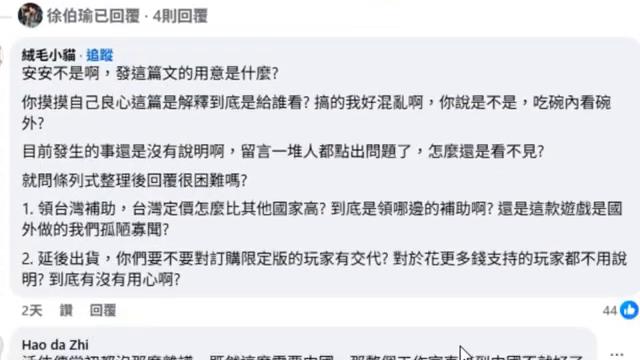 徐伯瑜已回覆 · 4則回覆
絨毛小貓 · 追蹤
安安不是啊，發這篇文的用意是什麼?
你摸摸自己良心這篇是解釋到底是給誰看? 搞的我好混亂啊，你說是不是，吃碗內看碗
外?
目前發生的事還是沒有說明啊，留言一堆人都點出問題了，怎麼還是看不見?
就問條列式整理後回覆很困難嗎?
1. 領台灣補助，台灣定價怎麼比其他國家高? 到底是領哪邊的補助啊? 還是這款遊戲是國
外做的我們孤陋寡聞?
2. 延後出貨，你們要不要對訂購限定版的玩家有交代? 對於花更多錢支持的玩家都不用說
明? 到底有沒有用心啊?
2天 讚 回覆 44
Hao da Zhi